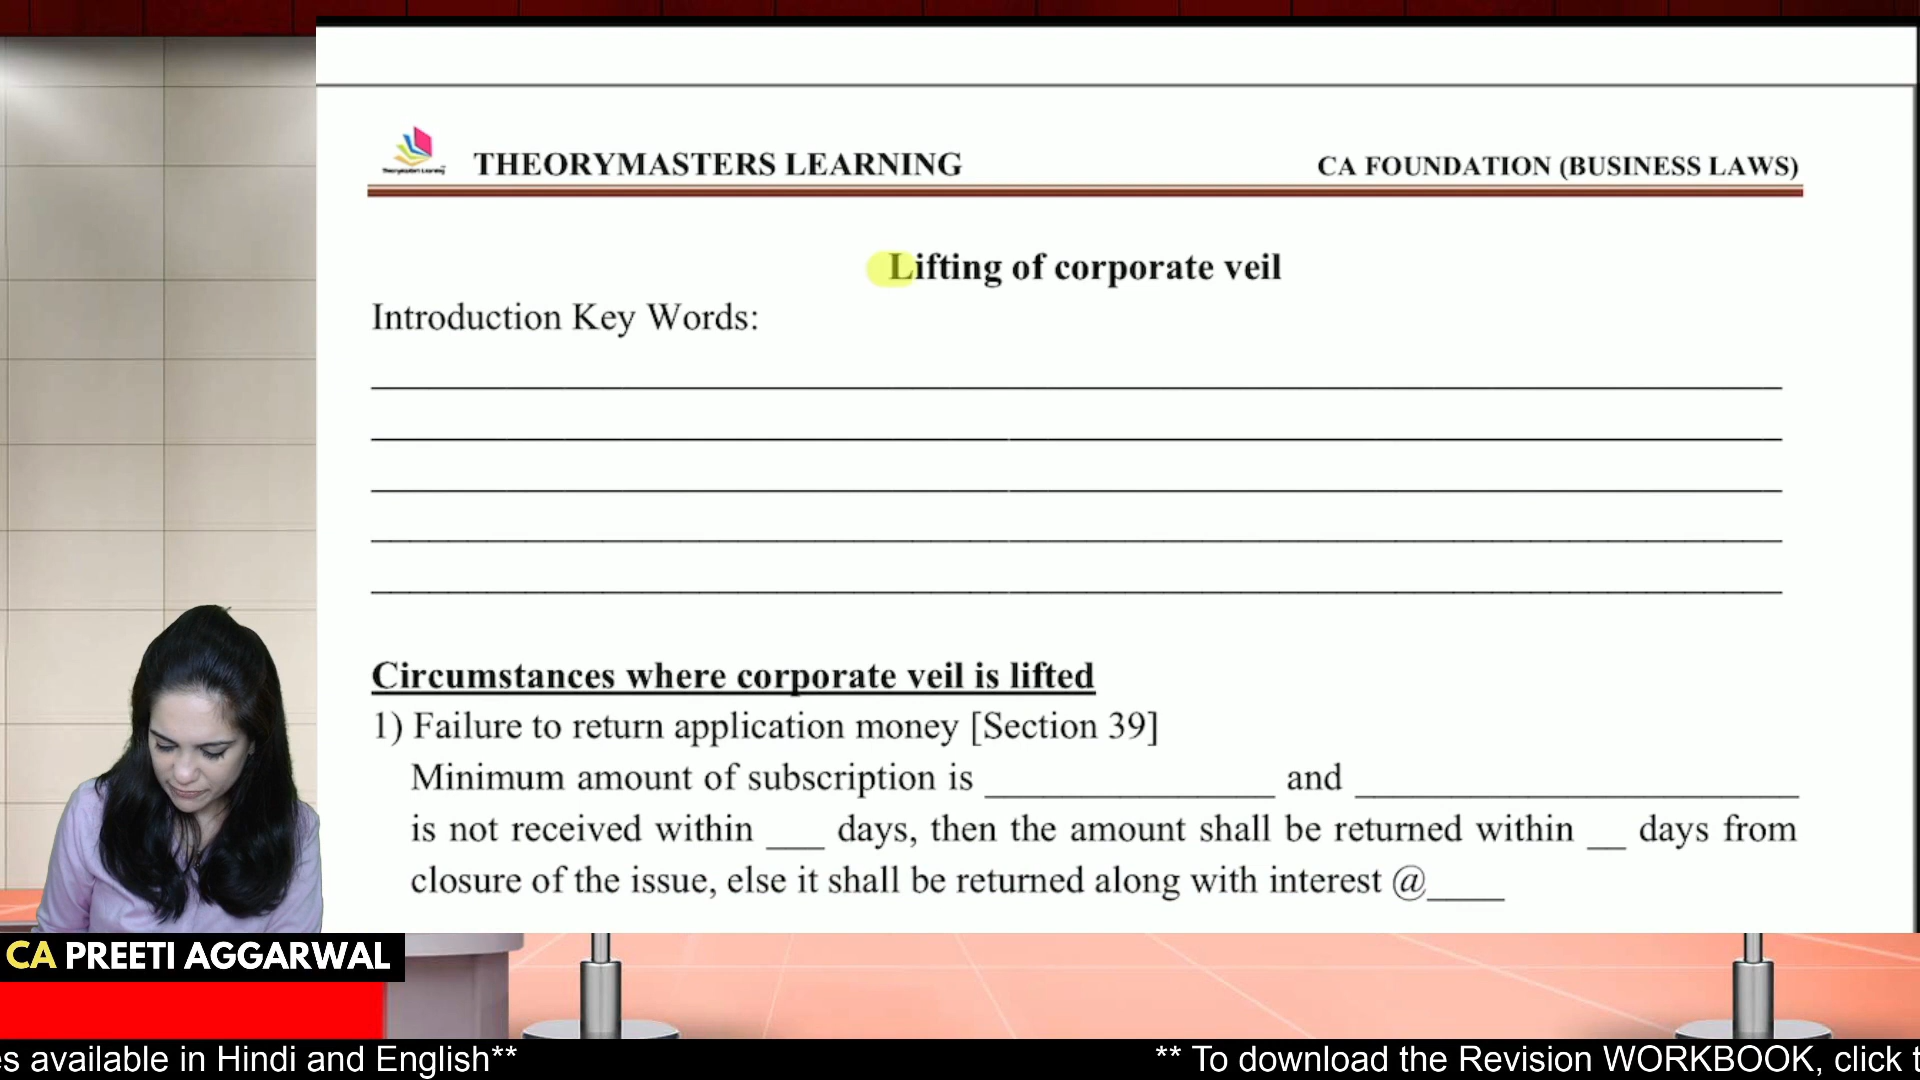 THEORYMASTERS LEARNING
CA FOUNDATION (BUSINESS LAWS)
Lifting of corporate veil
Introduction Key Words:
Circumstances where corporate veil is lifted
1) Failure to return application money [Section 39]
Minimum amount of subscription is _______________ and _______________________
is not received within ___ days, then the amount shall be returned within __ days from
closure of the issue, else it shall be returned along with interest @____
CA PREETI AGGARWAL
es available in Hindi and English**
** To download the Revision WORKBOOK, click t